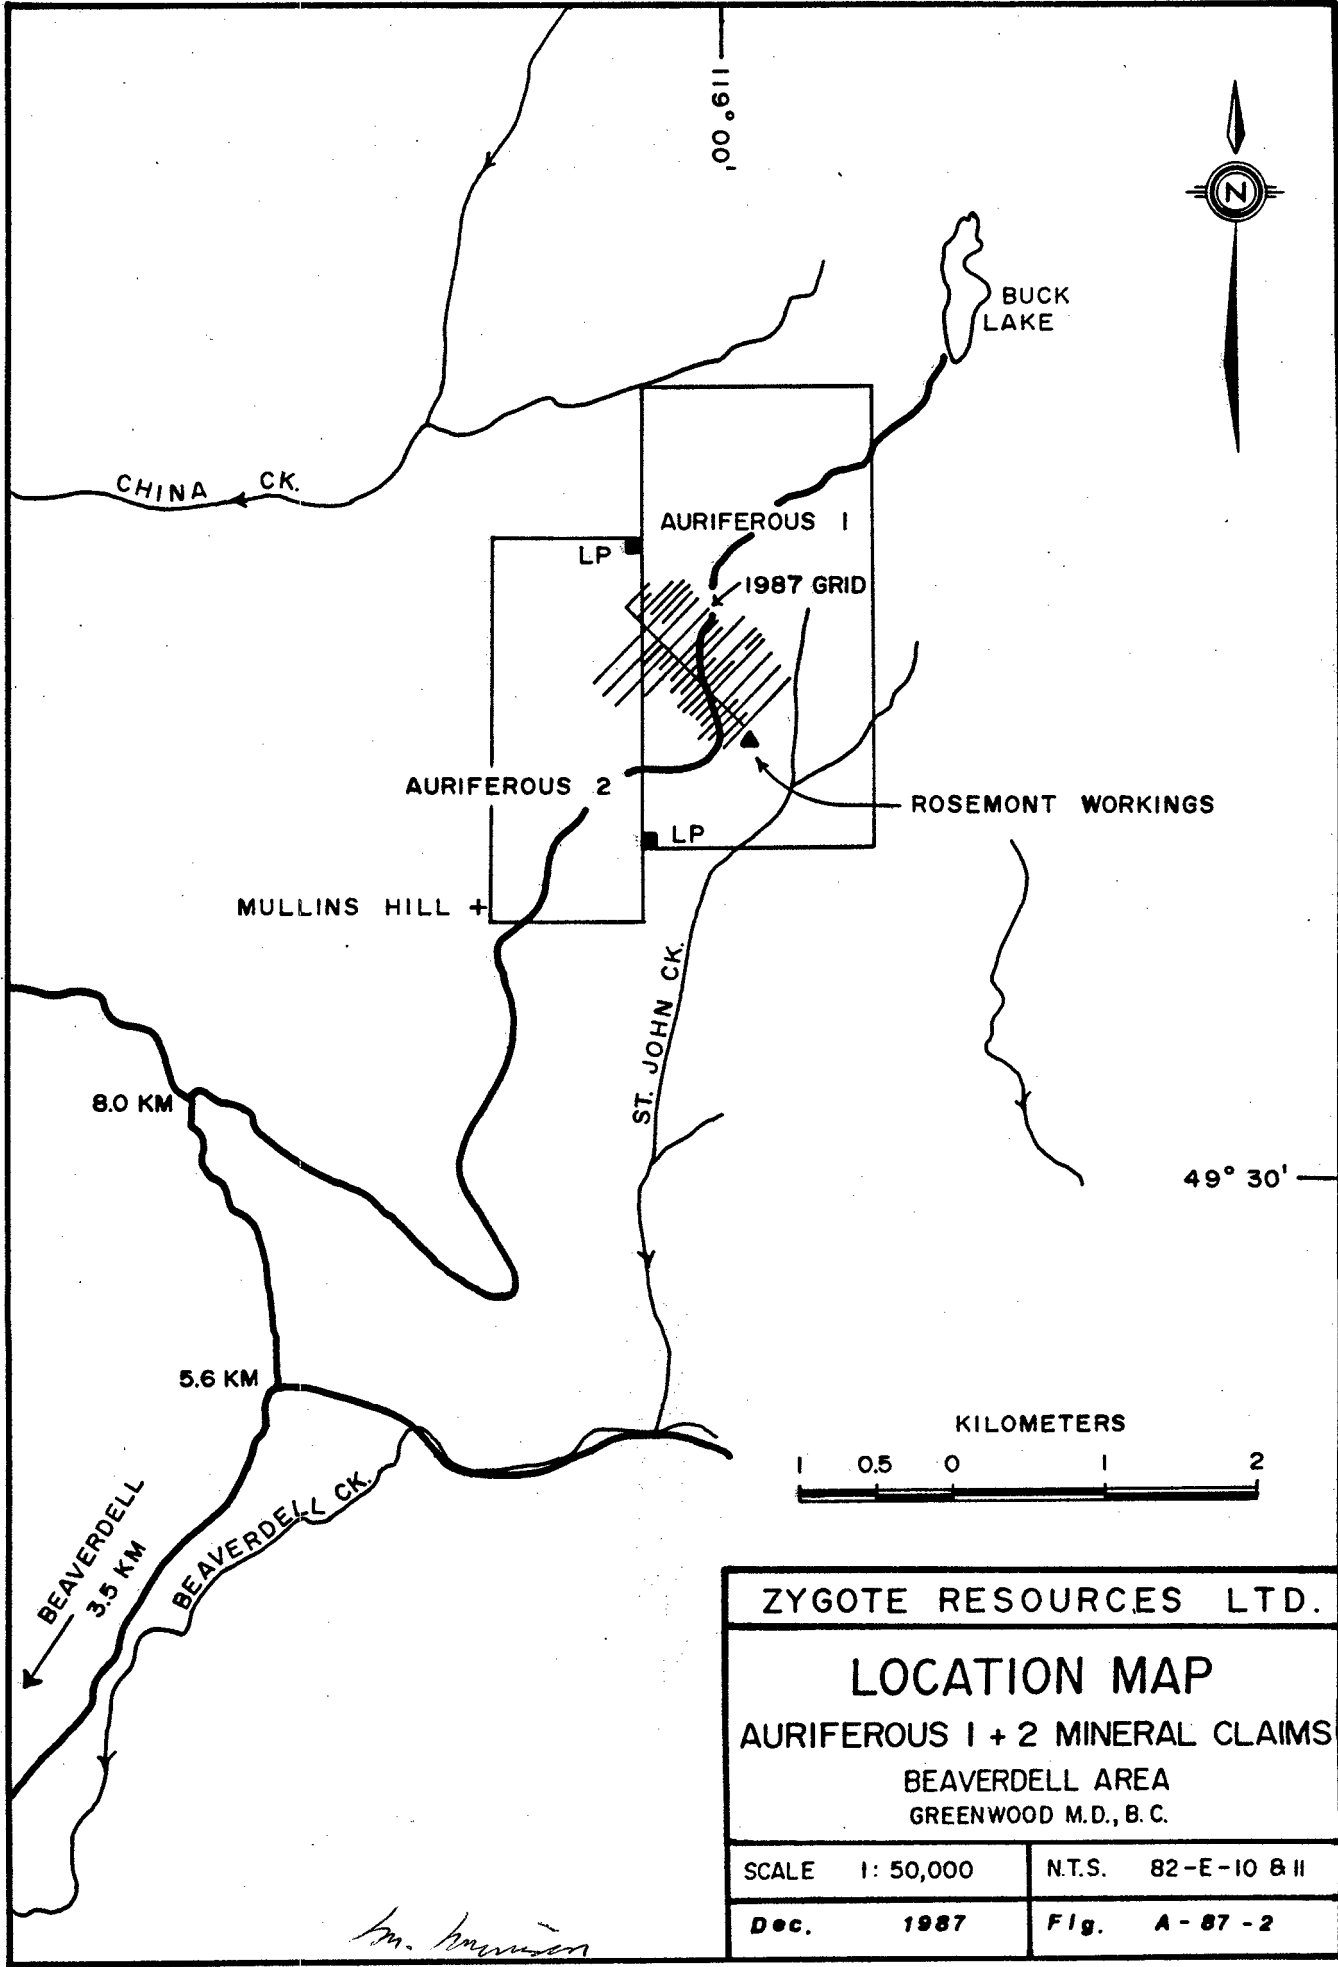 119° 00'
N
BUCK
LAKE
CHINA CK.
AURIFEROUS 1
LP
1987 GRID
AURIFEROUS 2
ROSEMONT WORKINGS
LP
MULLINS HILL +
ST. JOHN CK.
8.0 KM
49° 30'
5.6 KM
KILOMETERS
1 0.5 0 1 2
BEAVERDELL
3.5 KM
BEAVERDELL CK.
ZYGOTE RESOURCES LTD.
LOCATION MAP
AURIFEROUS 1 + 2 MINERAL CLAIMS
BEAVERDELL AREA
GREENWOOD M.D., B.C.
SCALE 1: 50,000
N.T.S. 82-E-10 & 11
Dec. 1987
Fig. A-87-2